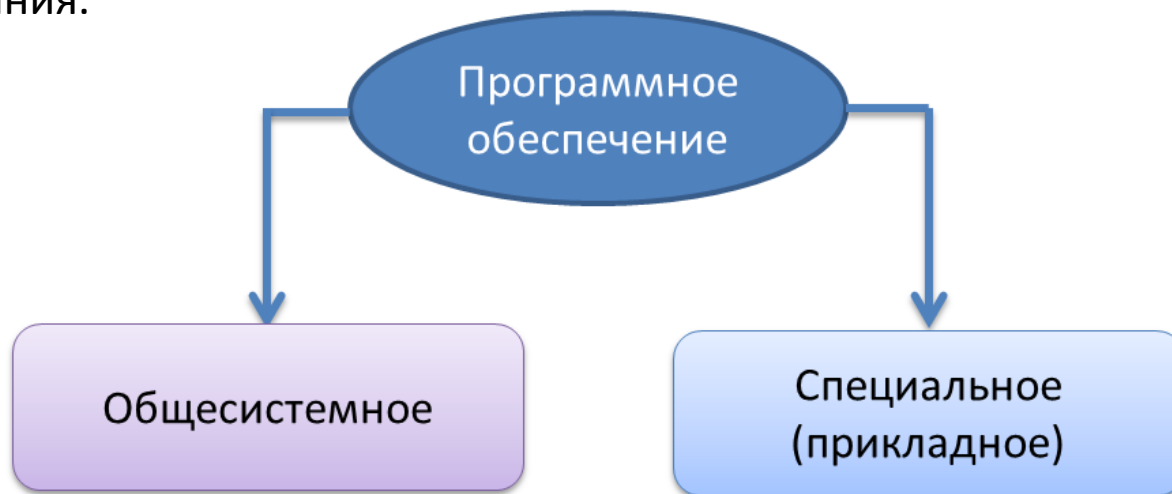 Программное
обеспечение
Общесистемное
Специальное
(прикладное)